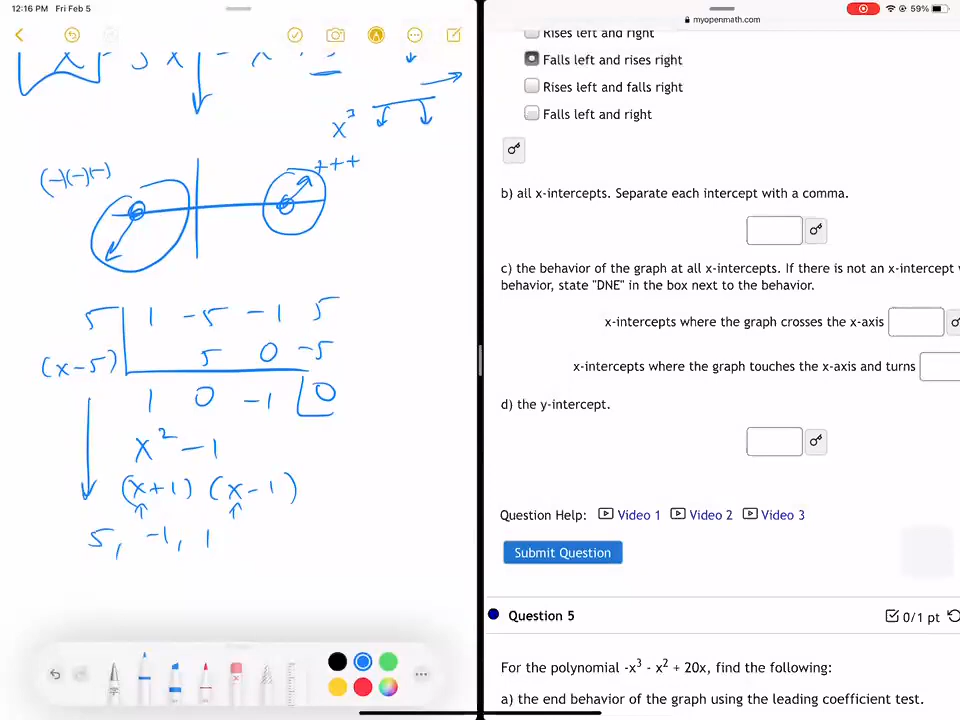 12:16 PM Fri Feb 5
59%
myopenmath.com
x³
(-)(-)(-)
+++
5 1 -5 -1 5
(x-5) 5 0 -5
1 0 -1 0
x² - 1
(x+1) (x-1)
5, -1, 1
Rises left and right
Falls left and rises right
Rises left and falls right
Falls left and right
b) all x-intercepts. Separate each intercept with a comma.
c) the behavior of the graph at all x-intercepts. If there is not an x-intercept
behavior, state "DNE" in the box next to the behavior.
x-intercepts where the graph crosses the x-axis
x-intercepts where the graph touches the x-axis and turns
d) the y-intercept.
Question Help: Video 1 Video 2 Video 3
Submit Question
Question 5
0/1 pt
For the polynomial -x³ - x² + 20x, find the following:
a) the end behavior of the graph using the leading coefficient test.